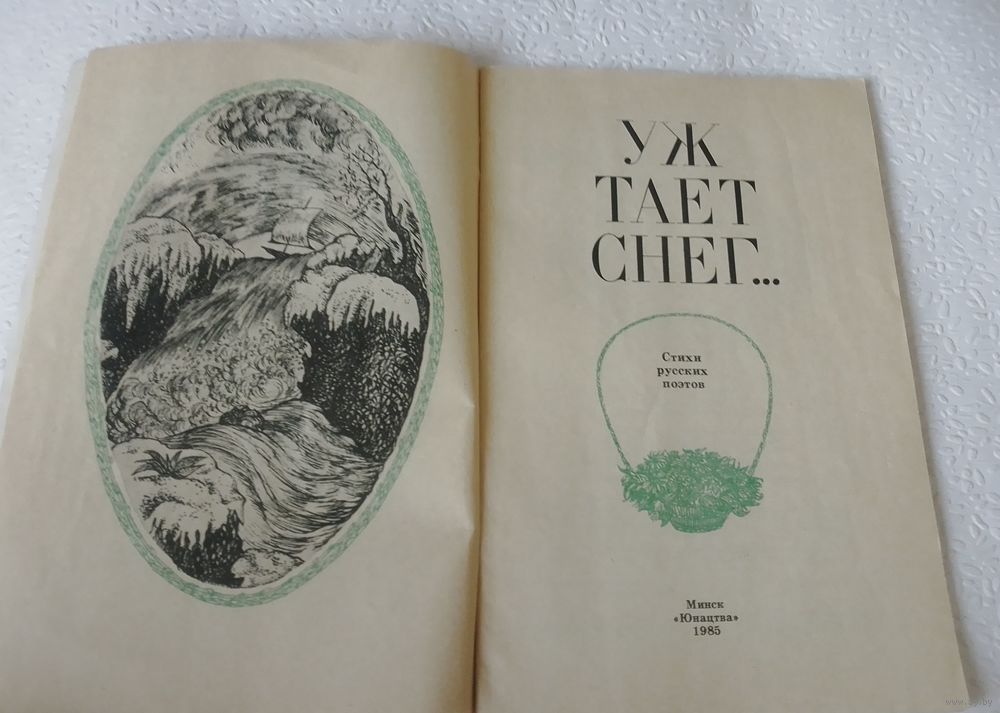 УЖ
ТАЕТ
СНЕГ...
Стихи
русских
поэтов
Минск
«Юнацтва»
1985